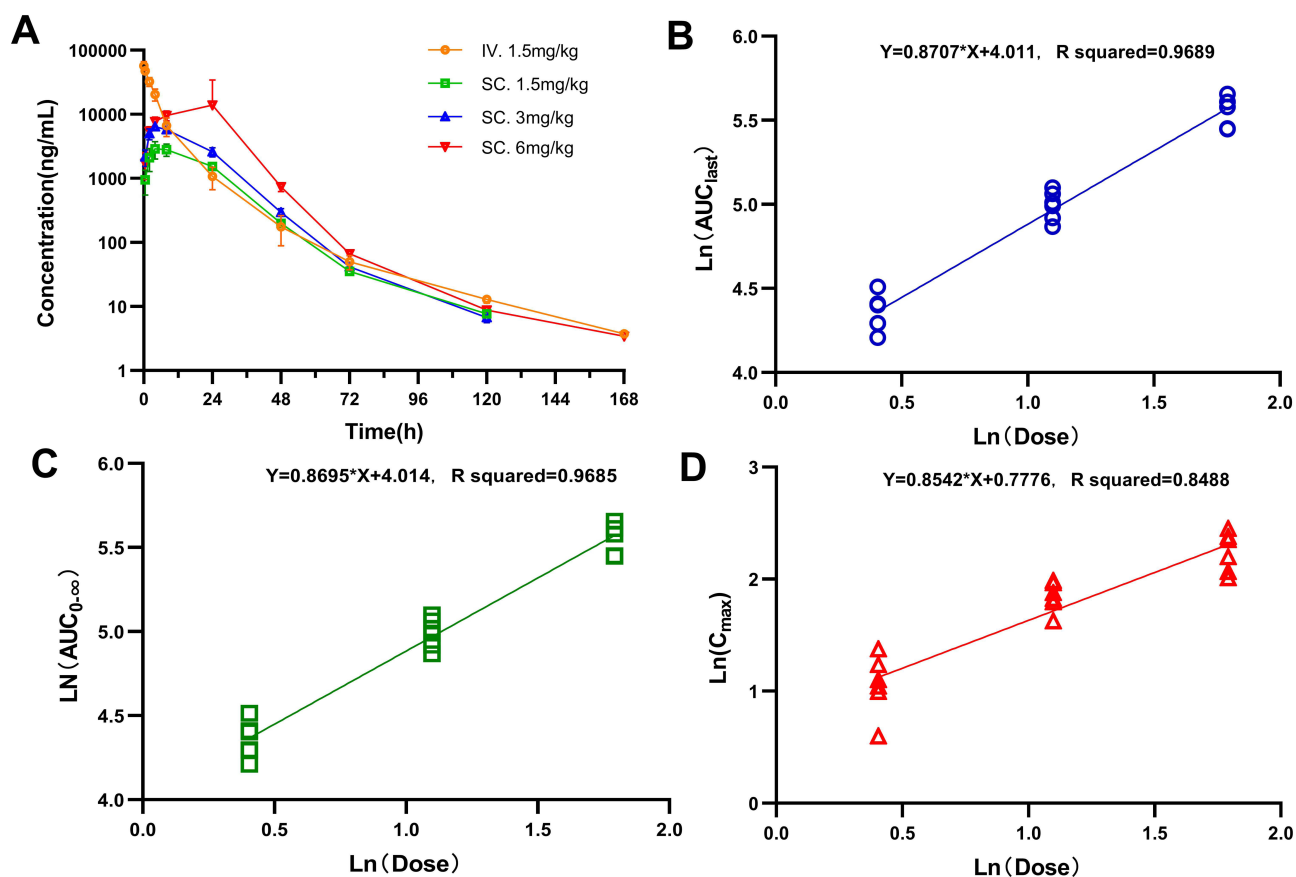 A
IV. 1.5mg/kg
SC. 1.5mg/kg
SC. 3mg/kg
SC. 6mg/kg
100000
10000
1000
100
10
1
Concentration(ng/mL)
0 24 48 72 96 120 144 168
Time(h)
B
Y=0.8707*X+4.011, R squared=0.9689
6.0
5.5
5.0
4.5
4.0
Ln（AUClast）
0.0 0.5 1.0 1.5 2.0
Ln（Dose）
C
Y=0.8695*X+4.014, R squared=0.9685
6.0
5.5
5.0
4.5
4.0
LN（AUC0-∞）
0.0 0.5 1.0 1.5 2.0
Ln（Dose）
D
Y=0.8542*X+0.7776, R squared=0.8488
3
2
1
0
Ln(Cmax)
0.0 0.5 1.0 1.5 2.0
Ln（Dose）